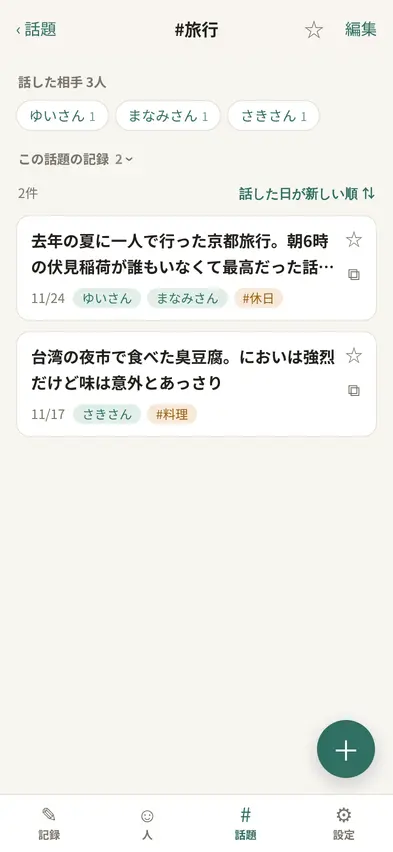 ‹ 話題 #旅行 ☆ 編集
話した相手 3人
ゆいさん 1 まなみさん 1 さきさん 1
この話題の記録 2
2件 話した日が新しい順 ⇅
去年の夏に一人で行った京都旅行。朝6時
の伏見稲荷が誰もいなくて最高だった話…
11/24 ゆいさん まなみさん #休日
台湾の夜市で食べた臭豆腐。においは強烈
だけど味は意外とあっさり
11/17 さきさん #料理
+
記録 人 # 話題 設定